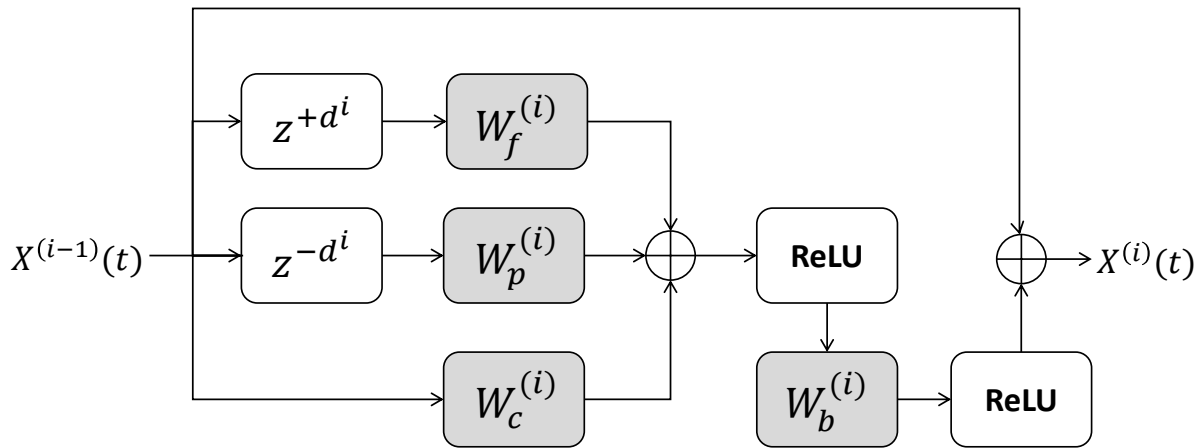 z^{+d^i}
W_f^{(i)}
X^{(i-1)}(t)
z^{-d^i}
W_p^{(i)}
ReLU
X^{(i)}(t)
W_c^{(i)}
W_b^{(i)}
ReLU